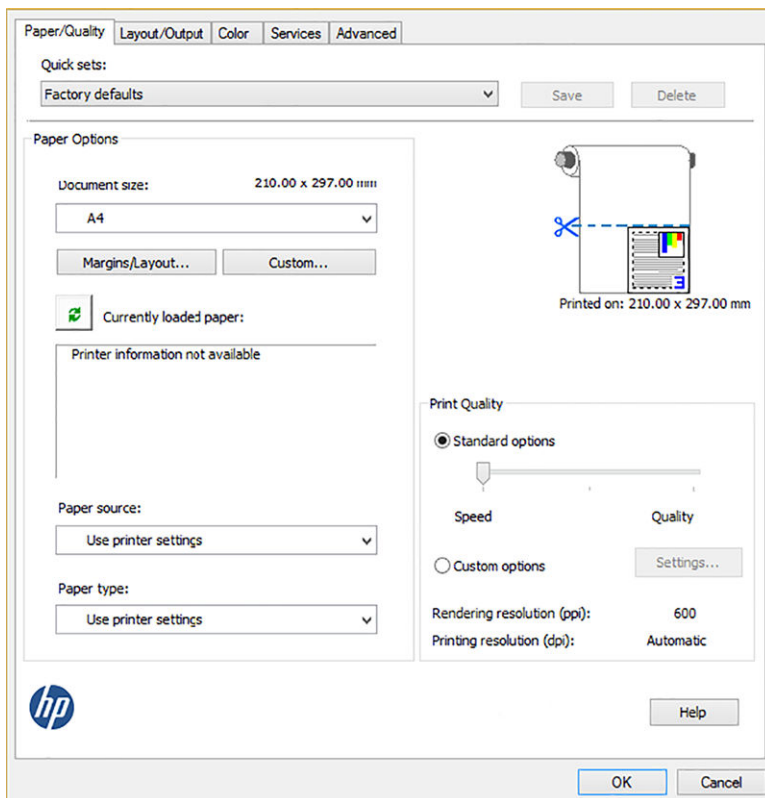 Paper/Quality Layout/Output Color Services Advanced
Quick sets:
Factory defaults Save Delete
Paper Options
Document size: 210.00 x 297.00 mm
A4
Margins/Layout... Custom...
Currently loaded paper:
Printer information not available
3
Printed on: 210.00 x 297.00 mm
Paper source:
Use printer settings
Paper type:
Use printer settings
Print Quality
Standard options
Speed Quality
Custom options Settings...
Rendering resolution (ppi): 600
Printing resolution (dpi): Automatic
hp
Help
OK Cancel